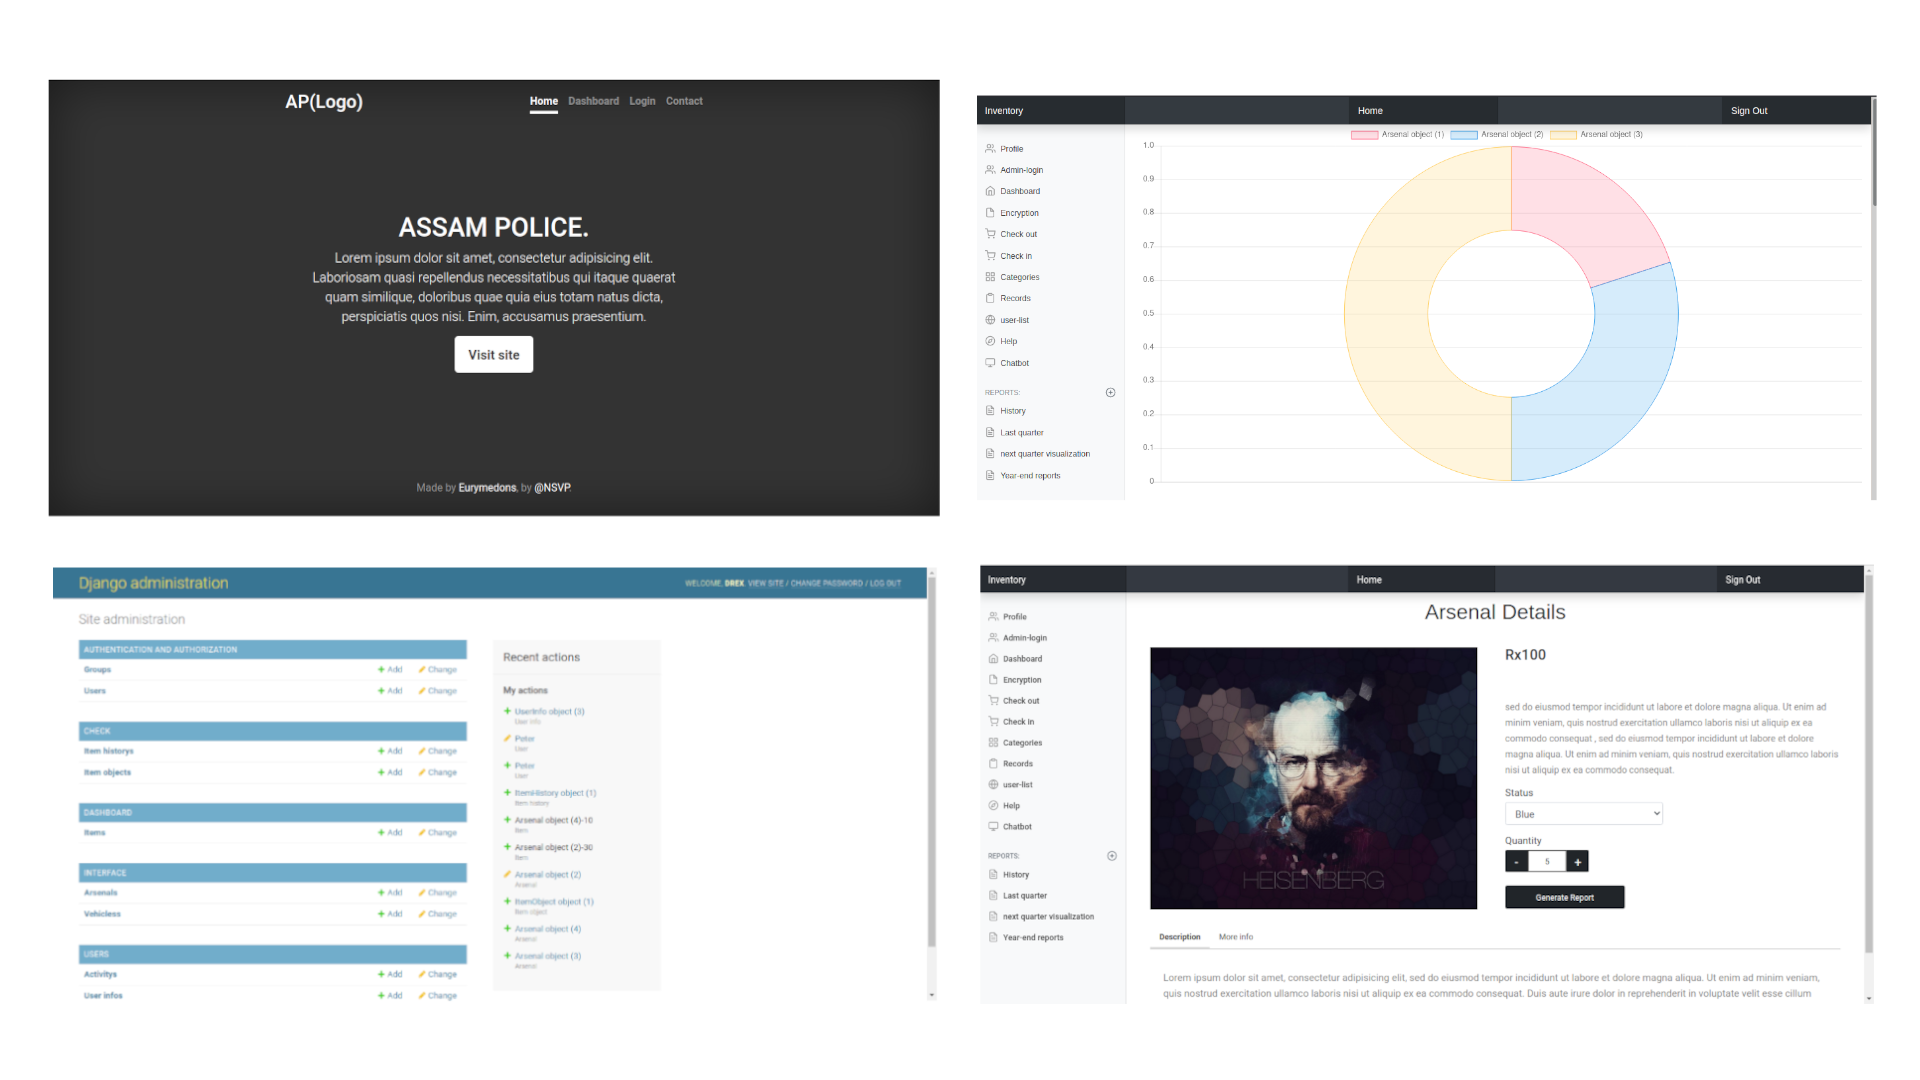 AP(Logo)
Home Dashboard Login Contact
ASSAM POLICE.
Lorem ipsum dolor sit amet, consectetur adipisicing elit.
Laboriosam quasi repellendus necessitatibus qui itaque quaerat
quam similique, doloribus quae quia eius totam natus dicta,
perspiciatis quos nisi. Enim, accusamus praesentium.
Visit site
Made by Eurymedons, by @NSVP.
Inventory Home Sign Out
Profile
Admin-login
Dashboard
Encryption
Check out
Check in
Categories
Records
user-list
Help
Chatbot
REPORTS:
History
Last quarter
next quarter visualization
Year-end reports
Arsenal object (1) Arsenal object (2) Arsenal object (3)
1.0
0.9
0.8
0.7
0.6
0.5
0.4
0.3
0.2
0.1
0
Django administration
WELCOME, DREX. VIEW SITE / CHANGE PASSWORD / LOG OUT
Site administration
AUTHENTICATION AND AUTHORIZATION
Groups + Add Change
Users + Add Change
CHECK
Item historys + Add Change
Item objects + Add Change
DASHBOARD
Items + Add Change
INTERFACE
Arsenals + Add Change
Vehicless + Add Change
USERS
Activitys + Add Change
User infos + Add Change
Recent actions
My actions
+ UserInfo object (3)
User info
Peter
User
+ Peter
User
+ ItemHistory object (1)
Item history
+ Arsenal object (4)-10
Item
+ Arsenal object (2)-30
Item
Arsenal object (2)
Arsenal
+ ItemObject object (1)
Item object
+ Arsenal object (4)
Arsenal
+ Arsenal object (3)
Arsenal
Inventory Home Sign Out
Profile
Admin-login
Dashboard
Encryption
Check out
Check in
Categories
Records
user-list
Help
Chatbot
REPORTS:
History
Last quarter
next quarter visualization
Year-end reports
Arsenal Details
HEISENBERG
Rx100
sed do eiusmod tempor incididunt ut labore et dolore magna aliqua. Ut enim ad
minim veniam, quis nostrud exercitation ullamco laboris nisi ut aliquip ex ea
commodo consequat , sed do eiusmod tempor incididunt ut labore et dolore
magna aliqua. Ut enim ad minim veniam, quis nostrud exercitation ullamco laboris
nisi ut aliquip ex ea commodo consequat.
Status
Blue
Quantity
- 5 +
Generate Report
Description More info
Lorem ipsum dolor sit amet, consectetur adipisicing elit, sed do eiusmod tempor incididunt ut labore et dolore magna aliqua. Ut enim ad minim veniam,
quis nostrud exercitation ullamco laboris nisi ut aliquip ex ea commodo consequat. Duis aute irure dolor in reprehenderit in voluptate velit esse cillum